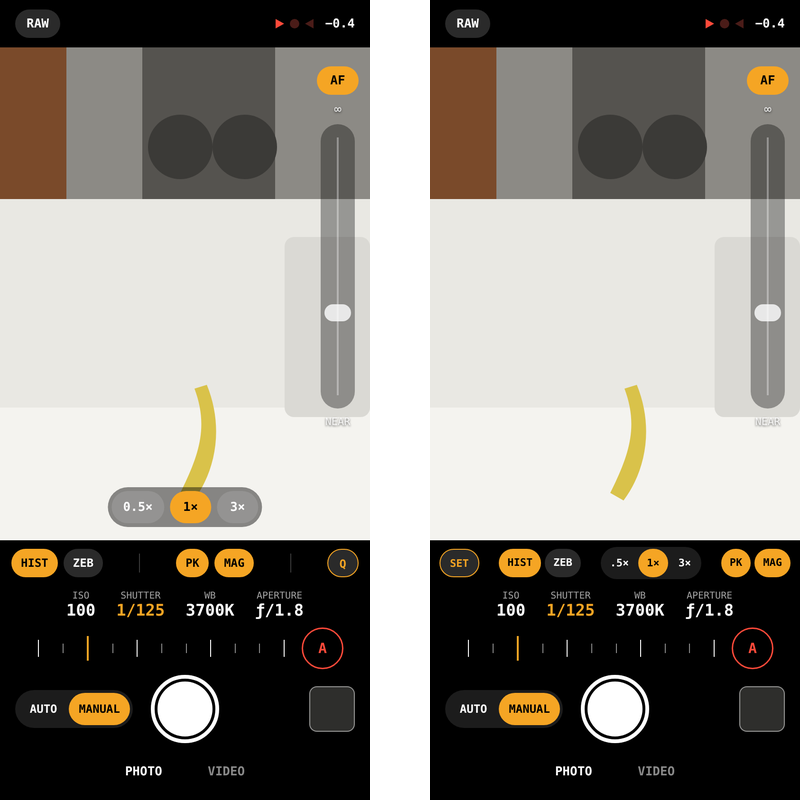 RAW −0.4
AF
∞
NEAR
0.5× 1× 3×
HIST ZEB PK MAG Q
ISO SHUTTER WB APERTURE
100 1/125 3700K ƒ/1.8
A
AUTO MANUAL
PHOTO VIDEO
RAW −0.4
AF
∞
NEAR
SET HIST ZEB .5× 1× 3× PK MAG
ISO SHUTTER WB APERTURE
100 1/125 3700K ƒ/1.8
A
AUTO MANUAL
PHOTO VIDEO